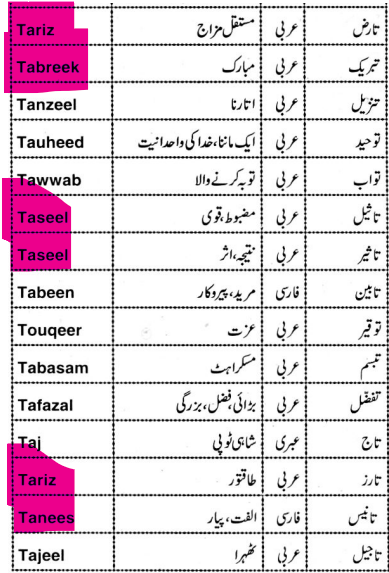 Tariz مستقل مزاج عربی تارض
Tabreek مبارک عربی تبریک
Tanzeel اتارنا عربی تنزیل
Tauheed ایک ماننا، خدا کی واحدانیت عربی توحید
Tawwab توبہ کرنے والا عربی تواب
Taseel مضبوط، قوی عربی تاثیل
Taseel نتیجہ، اثر عربی تاثیر
Tabeen مرید، پیروکار فارسی تابین
Touqeer عزت عربی توقیر
Tabasam مسکراہٹ عربی تبسم
Tafazal بڑائی، فضل، بزرگی عربی تفضّل
Taj شاہی ٹوپی عبری تاج
Tariz طاقتور عربی تارز
Tanees الفت، پیار فارسی تانیس
Tajeel ٹھہرا عربی تاجیل